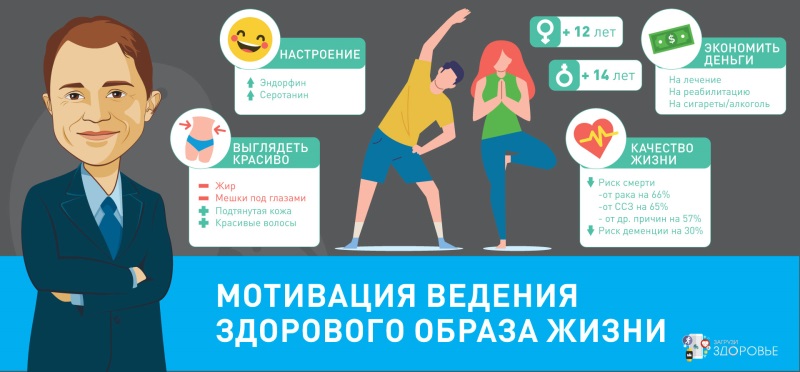 НАСТРОЕНИЕ
Эндорфин
Серотанин
ВЫГЛЯДЕТЬ
КРАСИВО
Жир
Мешки под глазами
Подтянутая кожа
Красивые волосы
+ 12 лет
+ 14 лет
ЭКОНОМИТЬ
ДЕНЬГИ
На лечение
На реабилитацию
На сигареты/алкоголь
КАЧЕСТВО
ЖИЗНИ
Риск смерти
-от рака на 66%
-от ССЗ на 65%
- от др. причин на 57%
Риск деменции на 30%
МОТИВАЦИЯ ВЕДЕНИЯ
ЗДОРОВОГО ОБРАЗА ЖИЗНИ
ЗАГРУЗИ
ЗДОРОВЬЕ